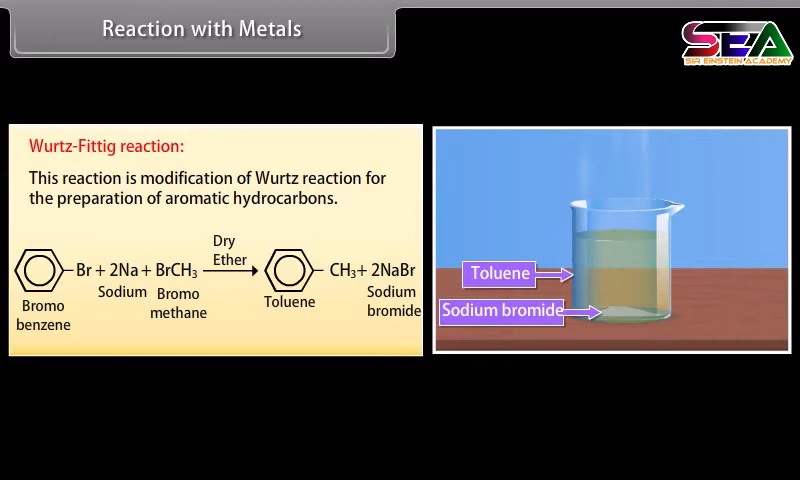 Reaction with Metals
SEA
SIR EINSTEIN ACADEMY
Wurtz-Fittig reaction:
This reaction is modification of Wurtz reaction for
the preparation of aromatic hydrocarbons.
Dry
Ether
Br + 2Na + BrCH₃ CH₃ + 2NaBr
Bromo
benzene
Sodium
Bromo
methane
Toluene
Sodium
bromide
Toluene
Sodium bromide